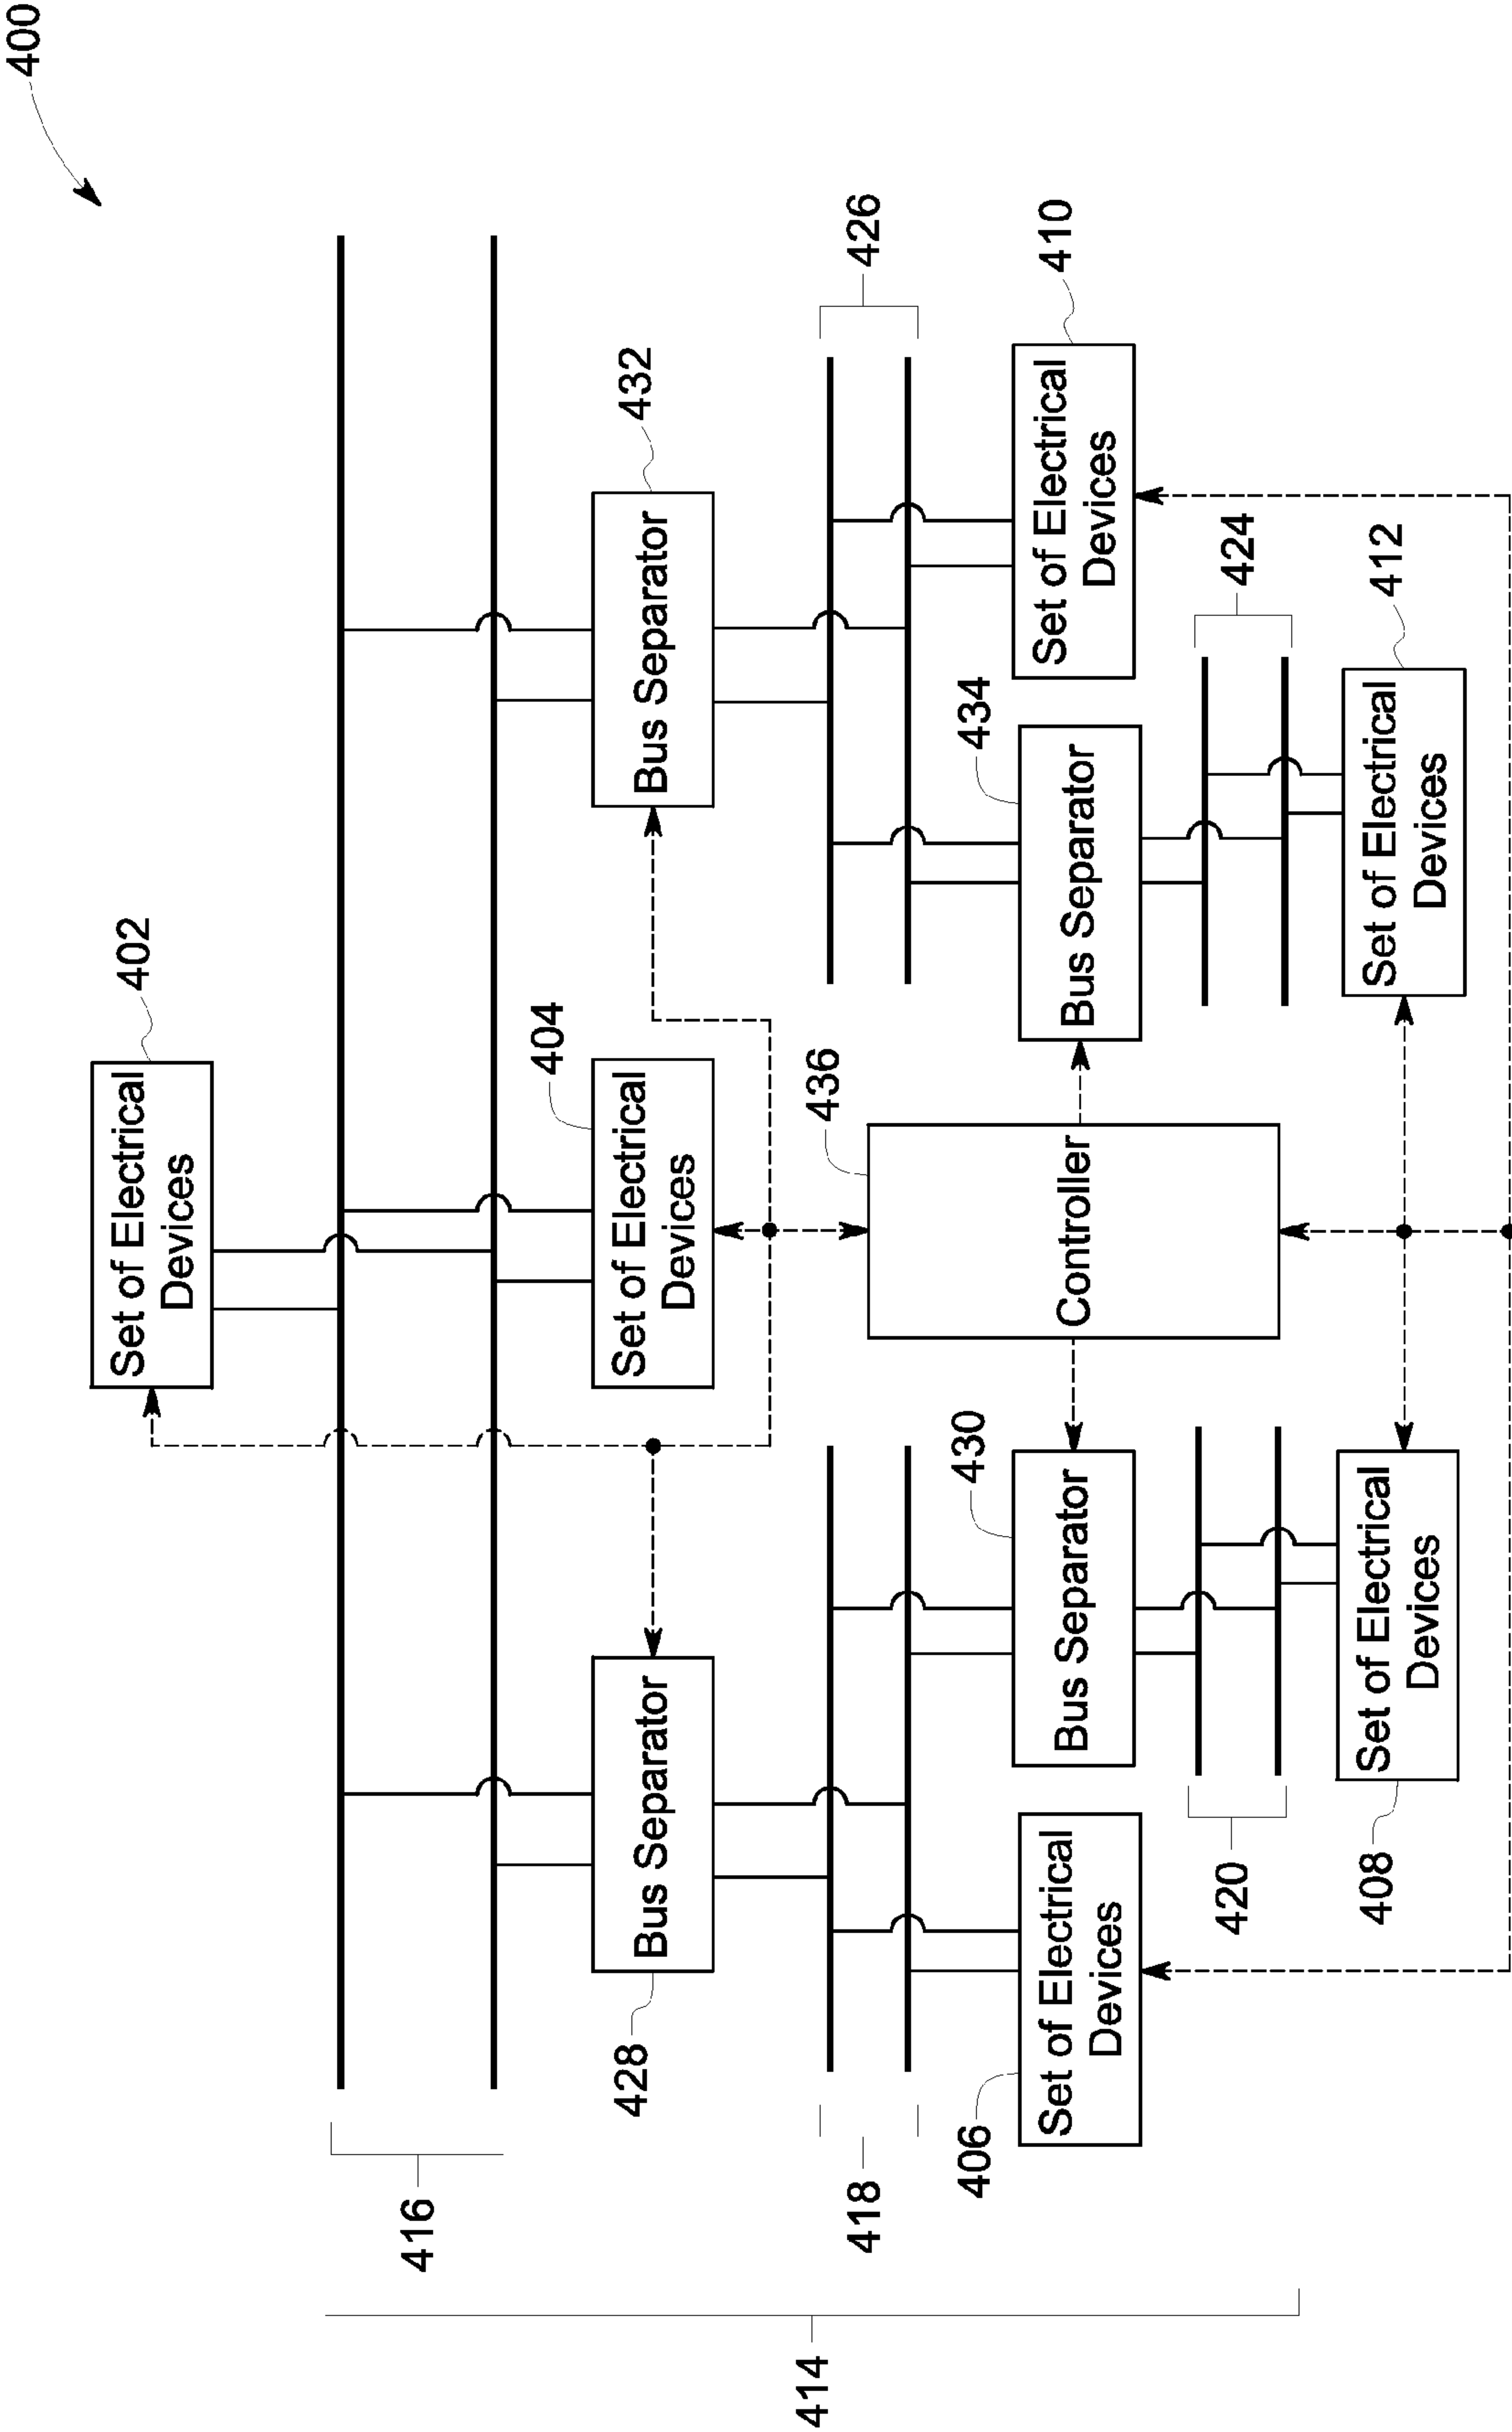 400
402
Set of Electrical
Devices
416
404
Set of Electrical
Devices
428
Bus Separator
432
Bus Separator
414
418
426
436
Controller
406
Set of Electrical
Devices
430
Bus Separator
434
Bus Separator
410
Set of Electrical
Devices
420
424
408
Set of Electrical
Devices
412
Set of Electrical
Devices